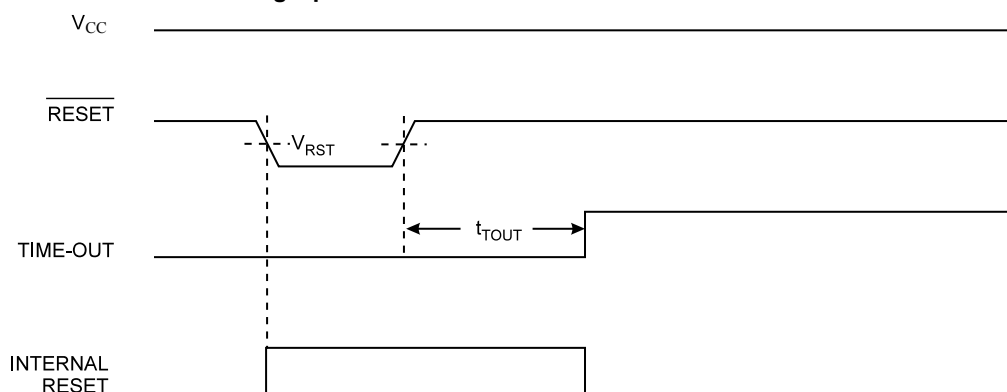 VCC
RESET
VRST
tTOUT
TIME-OUT
INTERNAL
RESET